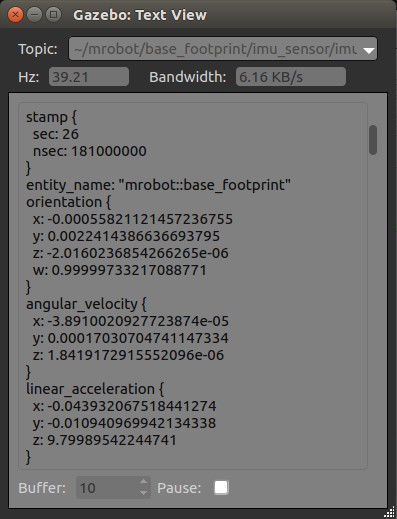 Gazebo: Text View
Topic: ~/mrobot/base_footprint/imu_sensor/imu
Hz: 39.21 Bandwidth: 6.16 KB/s
stamp {
sec: 26
nsec: 181000000
}
entity_name: "mrobot::base_footprint"
orientation {
x: -0.00055821121457236755
y: 0.0022414386636693795
z: -2.0160236854266265e-06
w: 0.99999733217088771
}
angular_velocity {
x: -3.8910020927723874e-05
y: 0.00017030704741147334
z: 1.8419172915552096e-06
}
linear_acceleration {
x: -0.043932067518441274
y: -0.010940969942134338
z: 9.79989542244741
}
Buffer: 10 Pause: